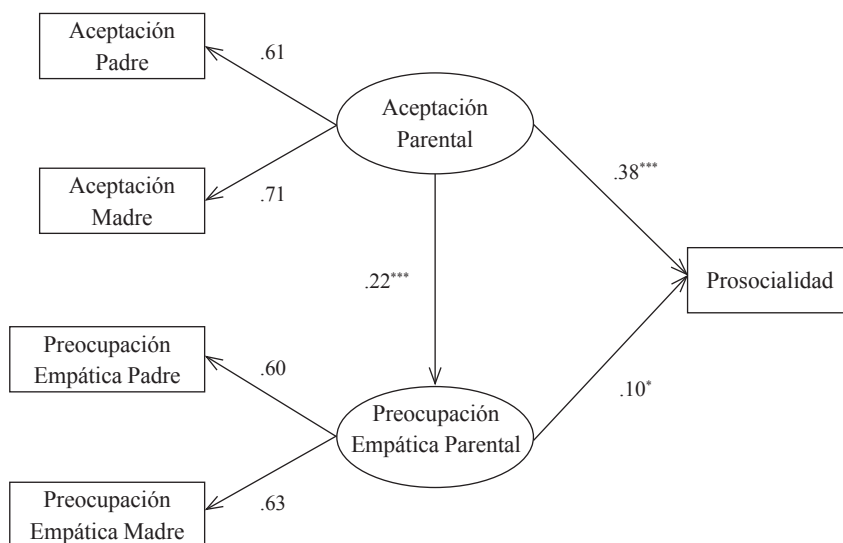 Aceptación
Padre
.61
Aceptación
Parental
.38***
Aceptación
Madre
.71
.22***
Prosocialidad
Preocupación
Empática Padre
.60
.10*
Preocupación
Empática Parental
Preocupación
Empática Madre
.63